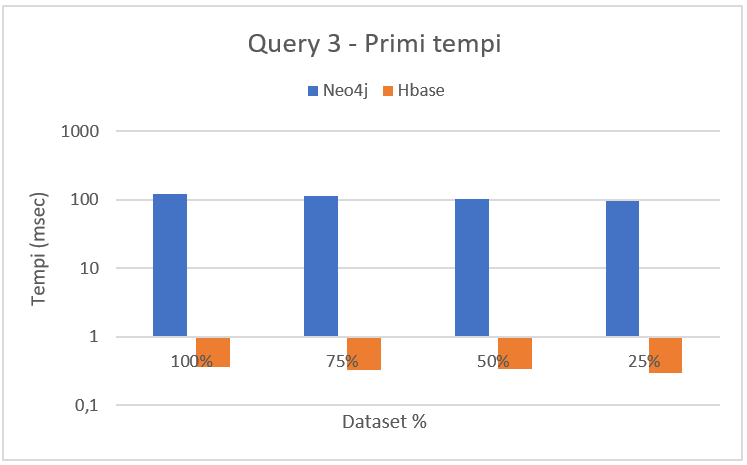 Query 3 - Primi tempi
Neo4j Hbase
1000
100
10
1
0,1
Tempi (msec)
100% 75% 50% 25%
Dataset %